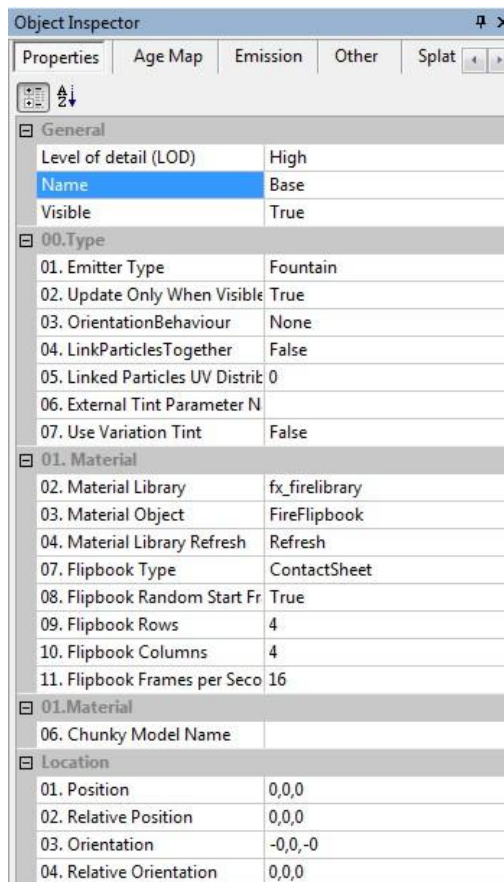 Object Inspector
Properties Age Map Emission Other Splat
General
Level of detail (LOD) High
Name Base
Visible True
00.Type
01. Emitter Type Fountain
02. Update Only When Visible True
03. OrientationBehaviour None
04. LinkParticlesTogether False
05. Linked Particles UV Distrib 0
06. External Tint Parameter N
07. Use Variation Tint False
01. Material
02. Material Library fx_firelibrary
03. Material Object FireFlipbook
04. Material Library Refresh Refresh
07. Flipbook Type ContactSheet
08. Flipbook Random Start Fr True
09. Flipbook Rows 4
10. Flipbook Columns 4
11. Flipbook Frames per Seco 16
01.Material
06. Chunky Model Name
Location
01. Position 0,0,0
02. Relative Position 0,0,0
03. Orientation -0,0,-0
04. Relative Orientation 0,0,0